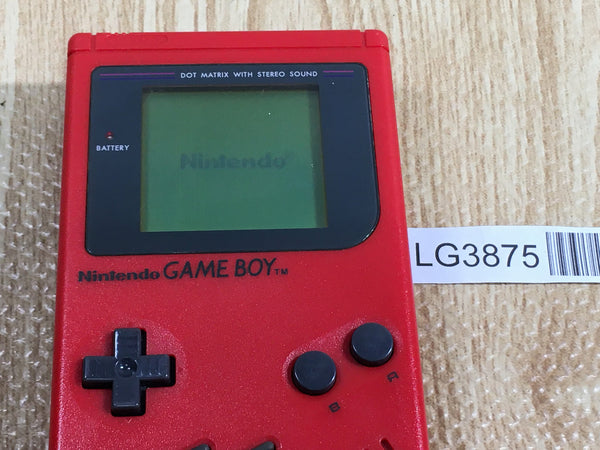 DOT MATRIX WITH STEREO SOUND
BATTERY
Nintendo®
Nintendo GAME BOY™
LG3875
B A